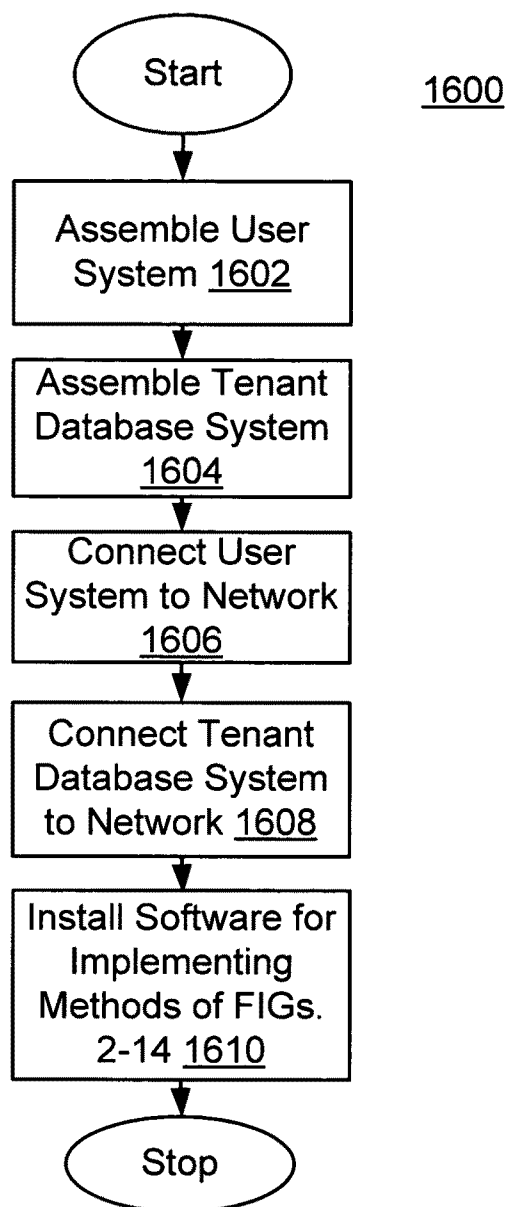 Start
1600
Assemble User
System 1602
Assemble Tenant
Database System
1604
Connect User
System to Network
1606
Connect Tenant
Database System
to Network 1608
Install Software for
Implementing
Methods of FIGs.
2-14 1610
Stop